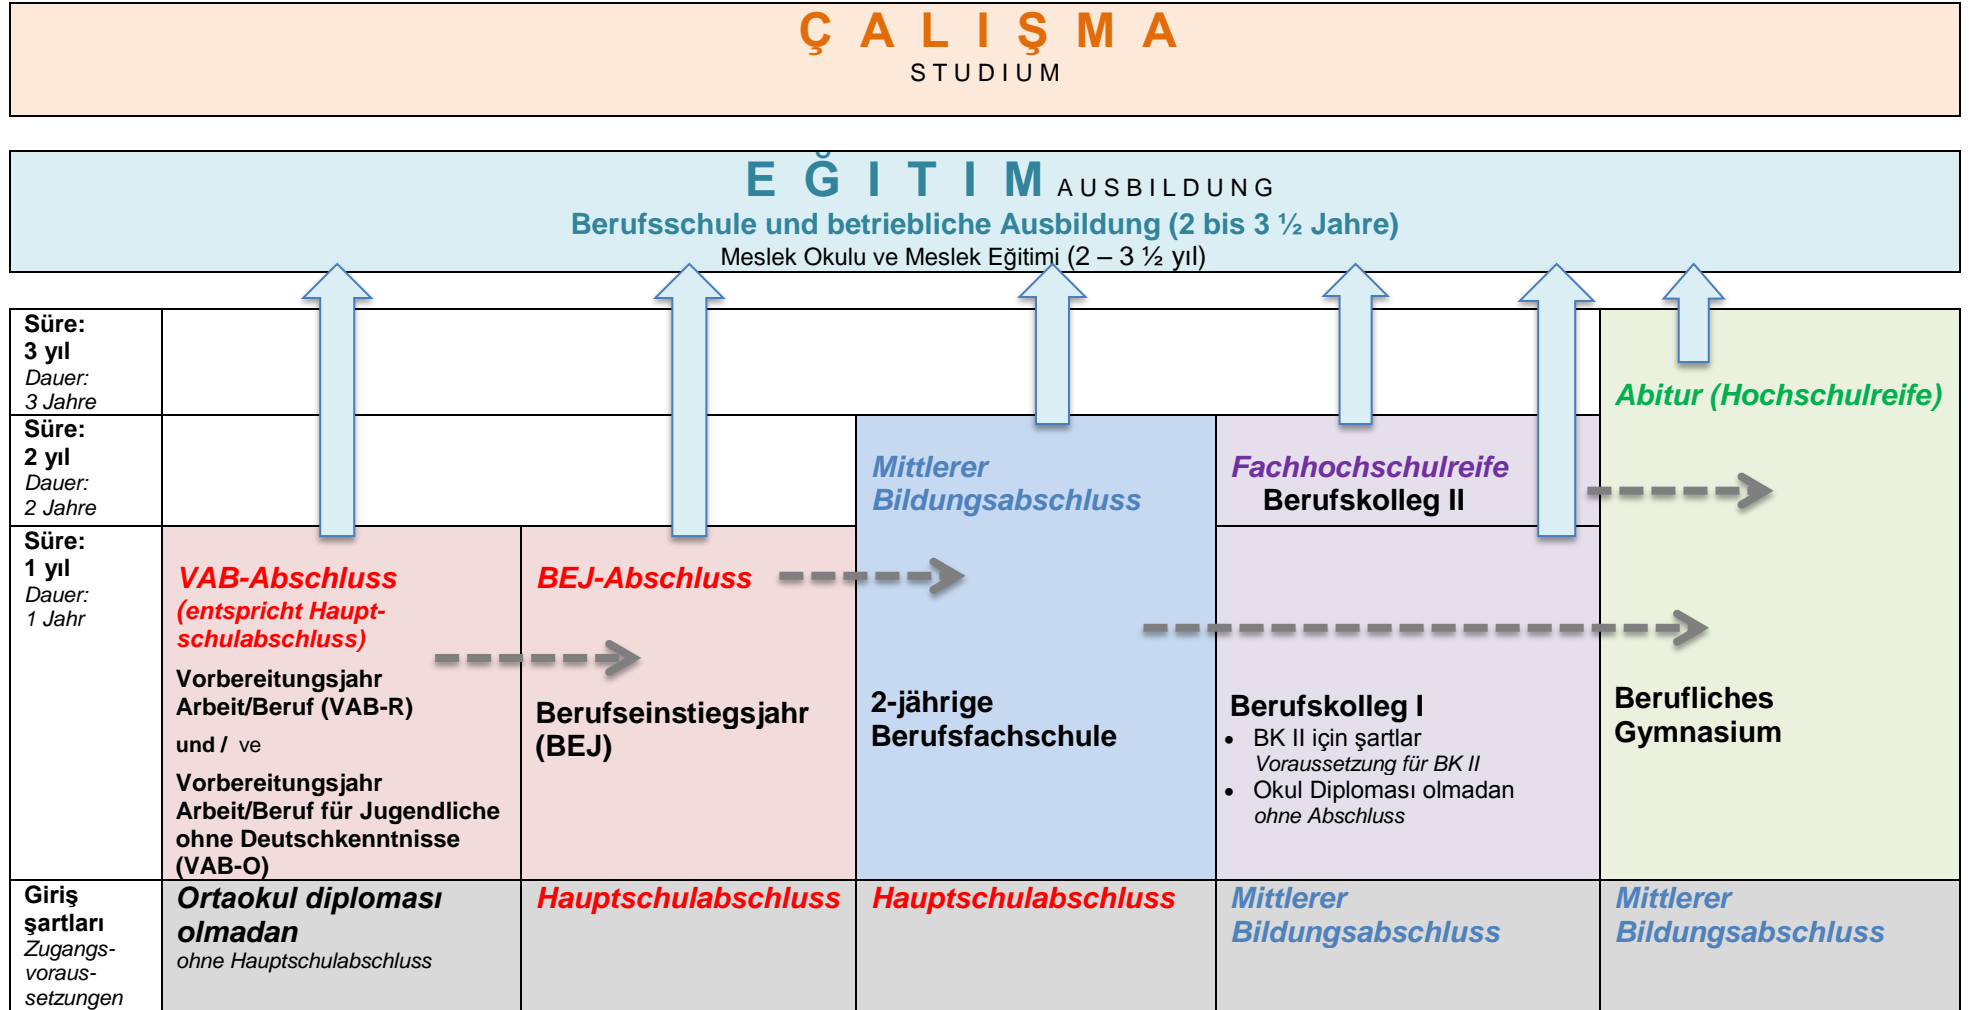 Ç A L I Ş M A
S T U D I U M
E Ğ I T I M A U S B I L D U N G
Berufsschule und betriebliche Ausbildung (2 bis 3 ½ Jahre)
Meslek Okulu ve Meslek Eğitimi (2 – 3 ½ yıl)
Süre:
3 yıl
Dauer:
3 Jahre
Abitur (Hochschulreife)
Süre:
2 yıl
Dauer:
2 Jahre
Mittlerer
Bildungsabschluss
Fachhochschulreife
Berufskolleg II
Süre:
1 yıl
Dauer:
1 Jahr
VAB-Abschluss
(entspricht Haupt-
schulabschluss)
Vorbereitungsjahr
Arbeit/Beruf (VAB-R)
und / ve
Vorbereitungsjahr
Arbeit/Beruf für Jugendliche
ohne Deutschkenntnisse
(VAB-O)
BEJ-Abschluss
Berufseinstiegsjahr
(BEJ)
2-jährige
Berufsfachschule
Berufskolleg I
• BK II için şartlar
Voraussetzung für BK II
• Okul Diploması olmadan
ohne Abschluss
Berufliches
Gymnasium
Giriş
şartları
Zugangs-
voraus-
setzungen
Ortaokul diploması
olmadan
ohne Hauptschulabschluss
Hauptschulabschluss
Hauptschulabschluss
Mittlerer
Bildungsabschluss
Mittlerer
Bildungsabschluss